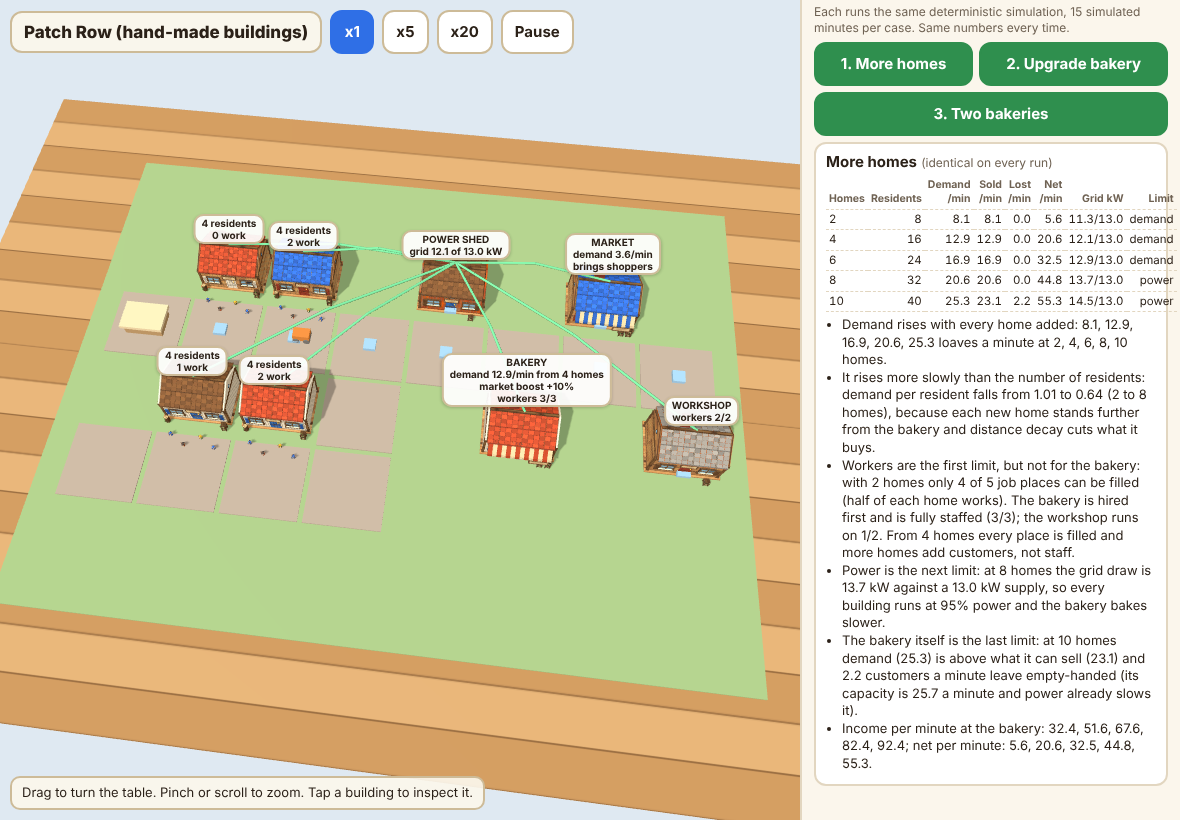 Patch Row (hand-made buildings)
x1
x5
x20
Pause
4 residents
0 work
4 residents
2 work
POWER SHED
grid 12.1 of 13.0 kW
MARKET
demand 3.6/min
brings shoppers
4 residents
1 work
4 residents
2 work
BAKERY
demand 12.9/min from 4 homes
market boost +10%
workers 3/3
WORKSHOP
workers 2/2
Drag to turn the table. Pinch or scroll to zoom. Tap a building to inspect it.
Each runs the same deterministic simulation, 15 simulated
minutes per case. Same numbers every time.
1. More homes
2. Upgrade bakery
3. Two bakeries
More homes (identical on every run)
Homes Residents Demand /min Sold /min Lost /min Net /min Grid kW Limit
2 8 8.1 8.1 0.0 5.6 11.3/13.0 demand
4 16 12.9 12.9 0.0 20.6 12.1/13.0 demand
6 24 16.9 16.9 0.0 32.5 12.9/13.0 demand
8 32 20.6 20.6 0.0 44.8 13.7/13.0 power
10 40 25.3 23.1 2.2 55.3 14.5/13.0 power
• Demand rises with every home added: 8.1, 12.9,
16.9, 20.6, 25.3 loaves a minute at 2, 4, 6, 8, 10
homes.
• It rises more slowly than the number of residents:
demand per resident falls from 1.01 to 0.64 (2 to 8
homes), because each new home stands further
from the bakery and distance decay cuts what it
buys.
• Workers are the first limit, but not for the bakery:
with 2 homes only 4 of 5 job places can be filled
(half of each home works). The bakery is hired
first and is fully staffed (3/3); the workshop runs
on 1/2. From 4 homes every place is filled and
more homes add customers, not staff.
• Power is the next limit: at 8 homes the grid draw is
13.7 kW against a 13.0 kW supply, so every
building runs at 95% power and the bakery bakes
slower.
• The bakery itself is the last limit: at 10 homes
demand (25.3) is above what it can sell (23.1) and
2.2 customers a minute leave empty-handed (its
capacity is 25.7 a minute and power already slows
it).
• Income per minute at the bakery: 32.4, 51.6, 67.6,
82.4, 92.4; net per minute: 5.6, 20.6, 32.5, 44.8,
55.3.